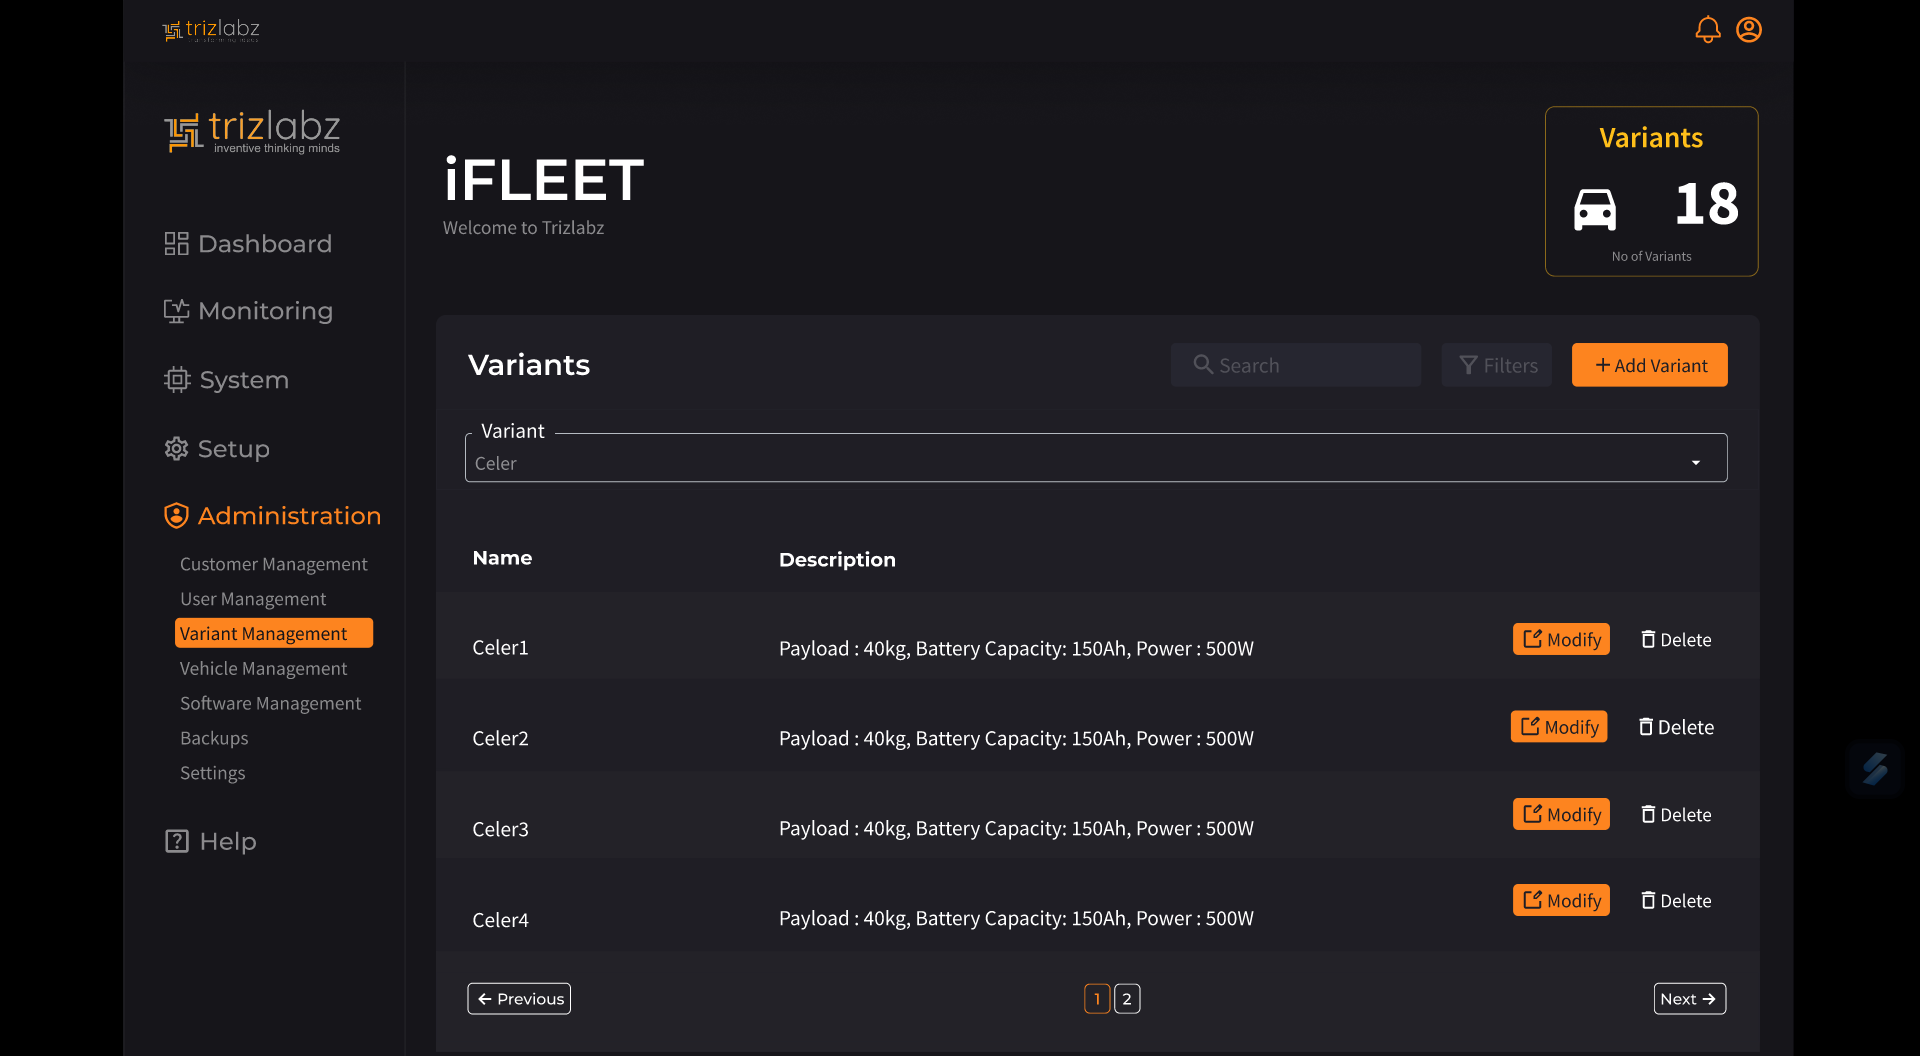 trizlabz
trizlabz
inventive thinking minds
Dashboard
Monitoring
System
Setup
Administration
Customer Management
User Management
Variant Management
Vehicle Management
Software Management
Backups
Settings
Help
iFLEET
Welcome to Trizlabz
Variants
18
No of Variants
Variants
Search
Filters
+ Add Variant
Variant
Celer
Name Description
Celer1 Payload : 40kg, Battery Capacity: 150Ah, Power : 500W Modify Delete
Celer2 Payload : 40kg, Battery Capacity: 150Ah, Power : 500W Modify Delete
Celer3 Payload : 40kg, Battery Capacity: 150Ah, Power : 500W Modify Delete
Celer4 Payload : 40kg, Battery Capacity: 150Ah, Power : 500W Modify Delete
← Previous 1 2 Next →